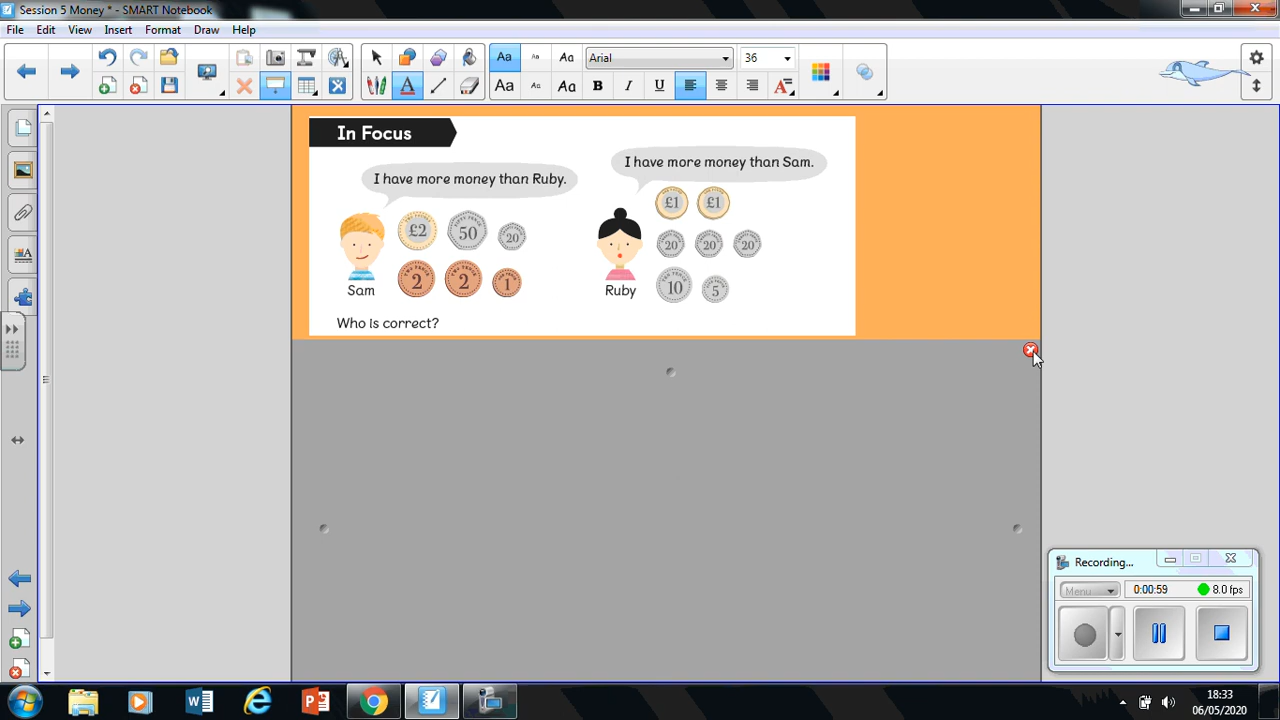 Session 5 Money * - SMART Notebook
File Edit View Insert Format Draw Help
Aa Aa Aa Arial 36
Aa Aa Aa B I U A
In Focus
I have more money than Ruby.
I have more money than Sam.
£2 50 20
£1 £1
20 20 20
2 2 1
10 5
Sam
Ruby
Who is correct?
Recording...
Menu 0:00:59 8.0 fps
18:33
06/05/2020